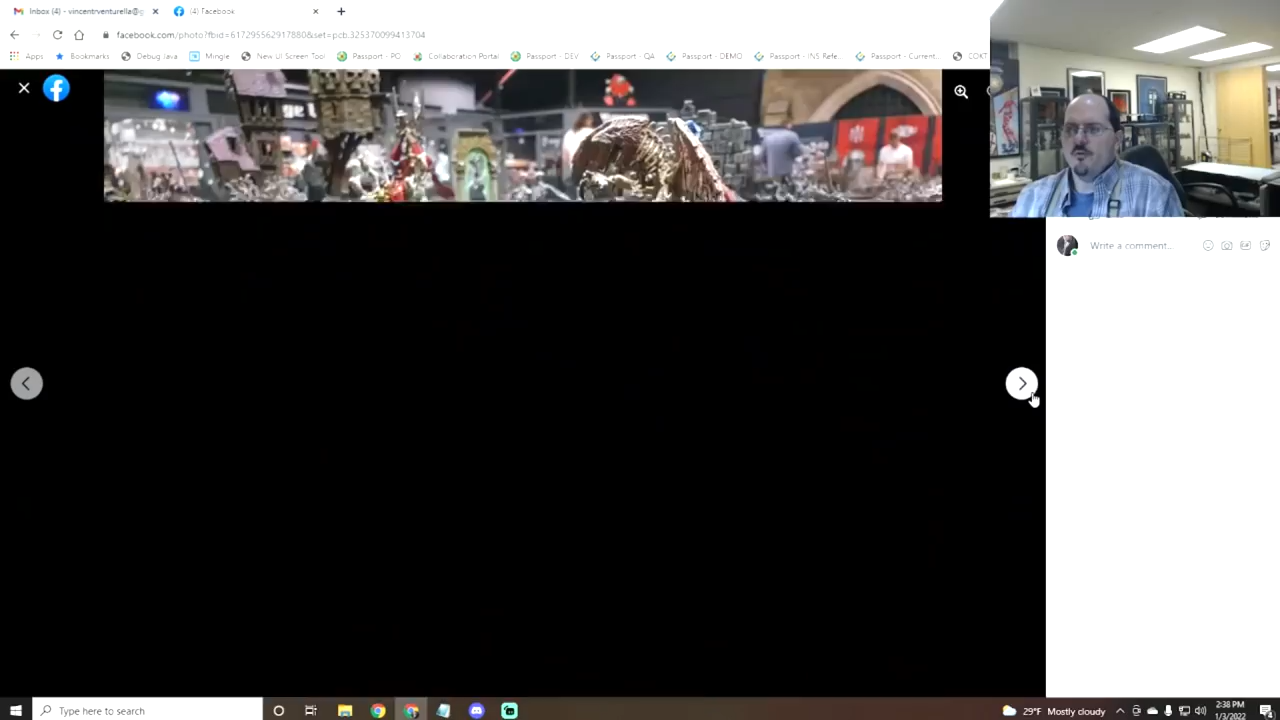 Inbox (4) - vincentrventurella@g
(4) Facebook
facebook.com/photo?fbid=617295562917880&set=pcb.325370099413704
Apps
Bookmarks
Debug Java
Mingle
New UI Screen Tool
Passport - PO
Collaboration Portal
Passport - DEV
Passport - QA
Passport - DEMO
Passport - INS Refe...
Passport - Current...
COKT
Write a comment...
Type here to search
29°F Mostly cloudy
2:38 PM
1/3/2022